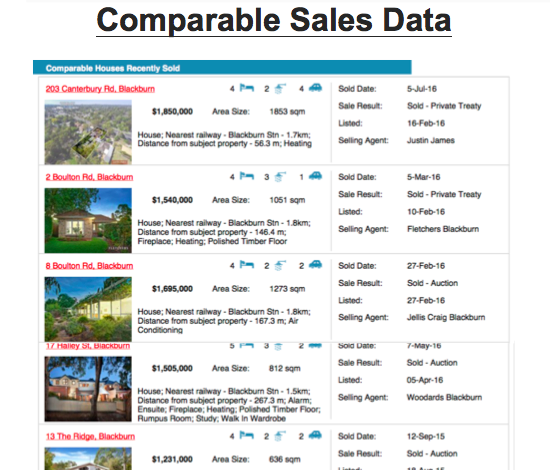 Comparable Sales Data
Comparable Houses Recently Sold
203 Canterbury Rd, Blackburn 4 2 4 Sold Date: 5-Jul-16
$1,850,000 Area Size: 1853 sqm Sale Result: Sold - Private Treaty
Listed: 16-Feb-16
House; Nearest railway - Blackburn Stn - 1.7km; Selling Agent: Justin James
Distance from subject property - 56.3 m; Heating
2 Boulton Rd, Blackburn 4 3 1 Sold Date: 5-Mar-16
$1,540,000 Area Size: 1051 sqm Sale Result: Sold - Private Treaty
Listed: 10-Feb-16
House; Nearest railway - Blackburn Stn - 1.8km; Selling Agent: Fletchers Blackburn
Distance from subject property - 146.4 m;
Fireplace; Heating; Polished Timber Floor
8 Boulton Rd, Blackburn 4 2 2 Sold Date: 27-Feb-16
$1,695,000 Area Size: 1273 sqm Sale Result: Sold - Auction
Listed: 27-Feb-16
House; Nearest railway - Blackburn Stn - 1.8km; Selling Agent: Jellis Craig Blackburn
Distance from subject property - 167.3 m; Air
Conditioning
17 Halley St, Blackburn 5 3 2 Sold Date: 7-May-16
$1,505,000 Area Size: 812 sqm Sale Result: Sold - Auction
Listed: 05-Apr-16
House; Nearest railway - Blackburn Stn - 1.5km; Selling Agent: Woodards Blackburn
Distance from subject property - 267.3 m; Alarm;
Ensuite; Fireplace; Heating; Polished Timber Floor;
Rumpus Room; Study; Walk In Wardrobe
13 The Ridge, Blackburn 4 2 2 Sold Date: 12-Sep-15
$1,231,000 Area Size: 636 sqm Sale Result: Sold - Auction